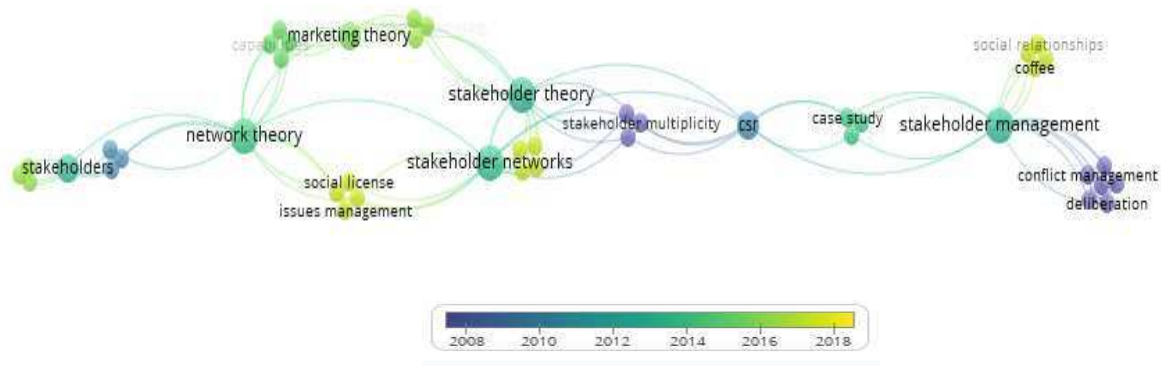 marketing theory
capabilities
social relationships
coffee
stakeholder theory
stakeholder multiplicity
csr
case study
stakeholder management
network theory
stakeholders
stakeholder networks
conflict management
social license
issues management
deliberation
2008 2010 2012 2014 2016 2018